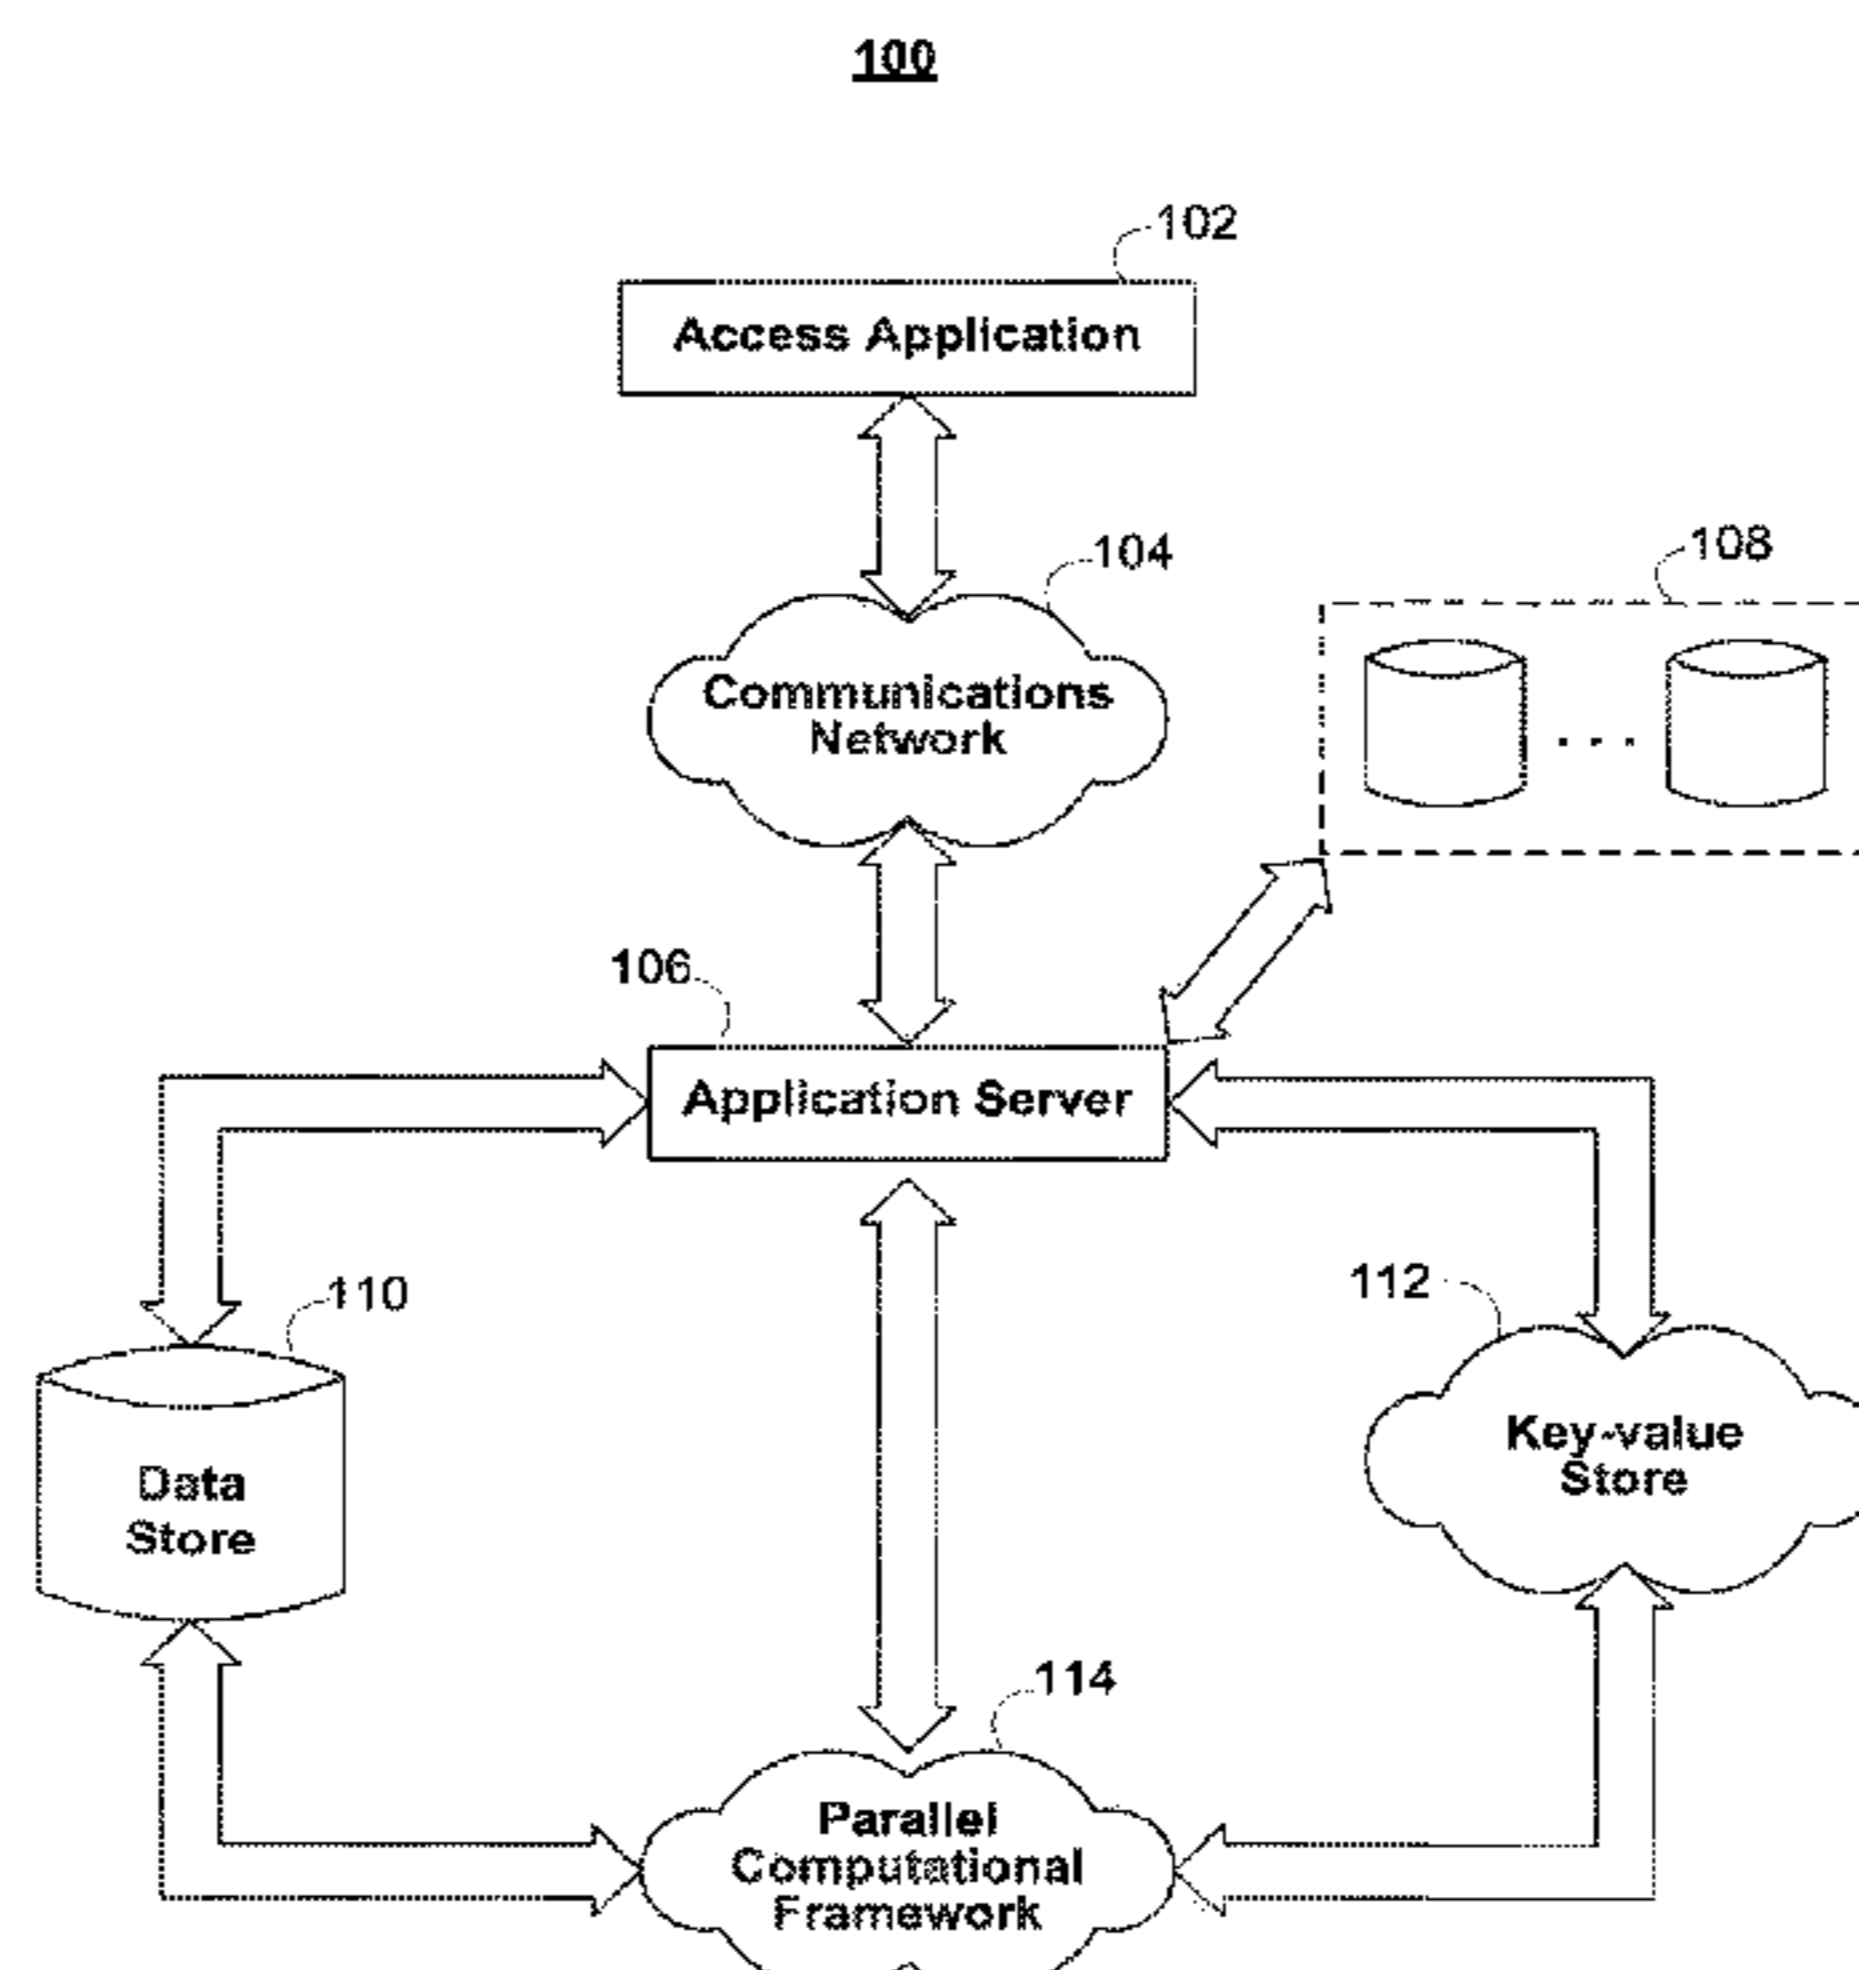 100
102
Access Application
104
108
Communications
Network
. . .
106
Application Server
110
112
Data
Store
Key-value
Store
114
Parallel
Computational
Framework